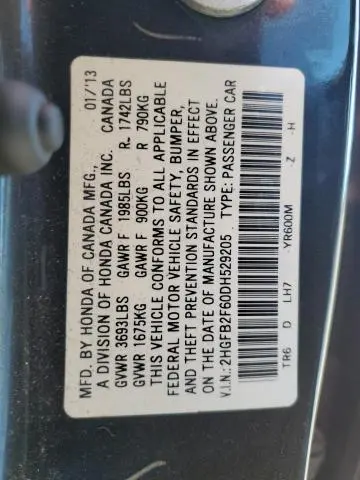 MFD. BY HONDA OF CANADA MFG., 01/'13
A DIVISION OF HONDA CANADA INC. CANADA
GVWR 3693LBS GAWR F 1985LBS R 1742LBS
GVWR 1675KG GAWR F 900KG R 790KG
THIS VEHICLE CONFORMS TO ALL APPLICABLE
FEDERAL MOTOR VEHICLE SAFETY, BUMPER,
AND THEFT PREVENTION STANDARDS IN EFFECT
ON THE DATE OF MANUFACTURE SHOWN ABOVE.
V.I.N.: 2HGFB2F60DH529205 TYPE: PASSENGER CAR
TR6 D LH7 YR600M -Z -H